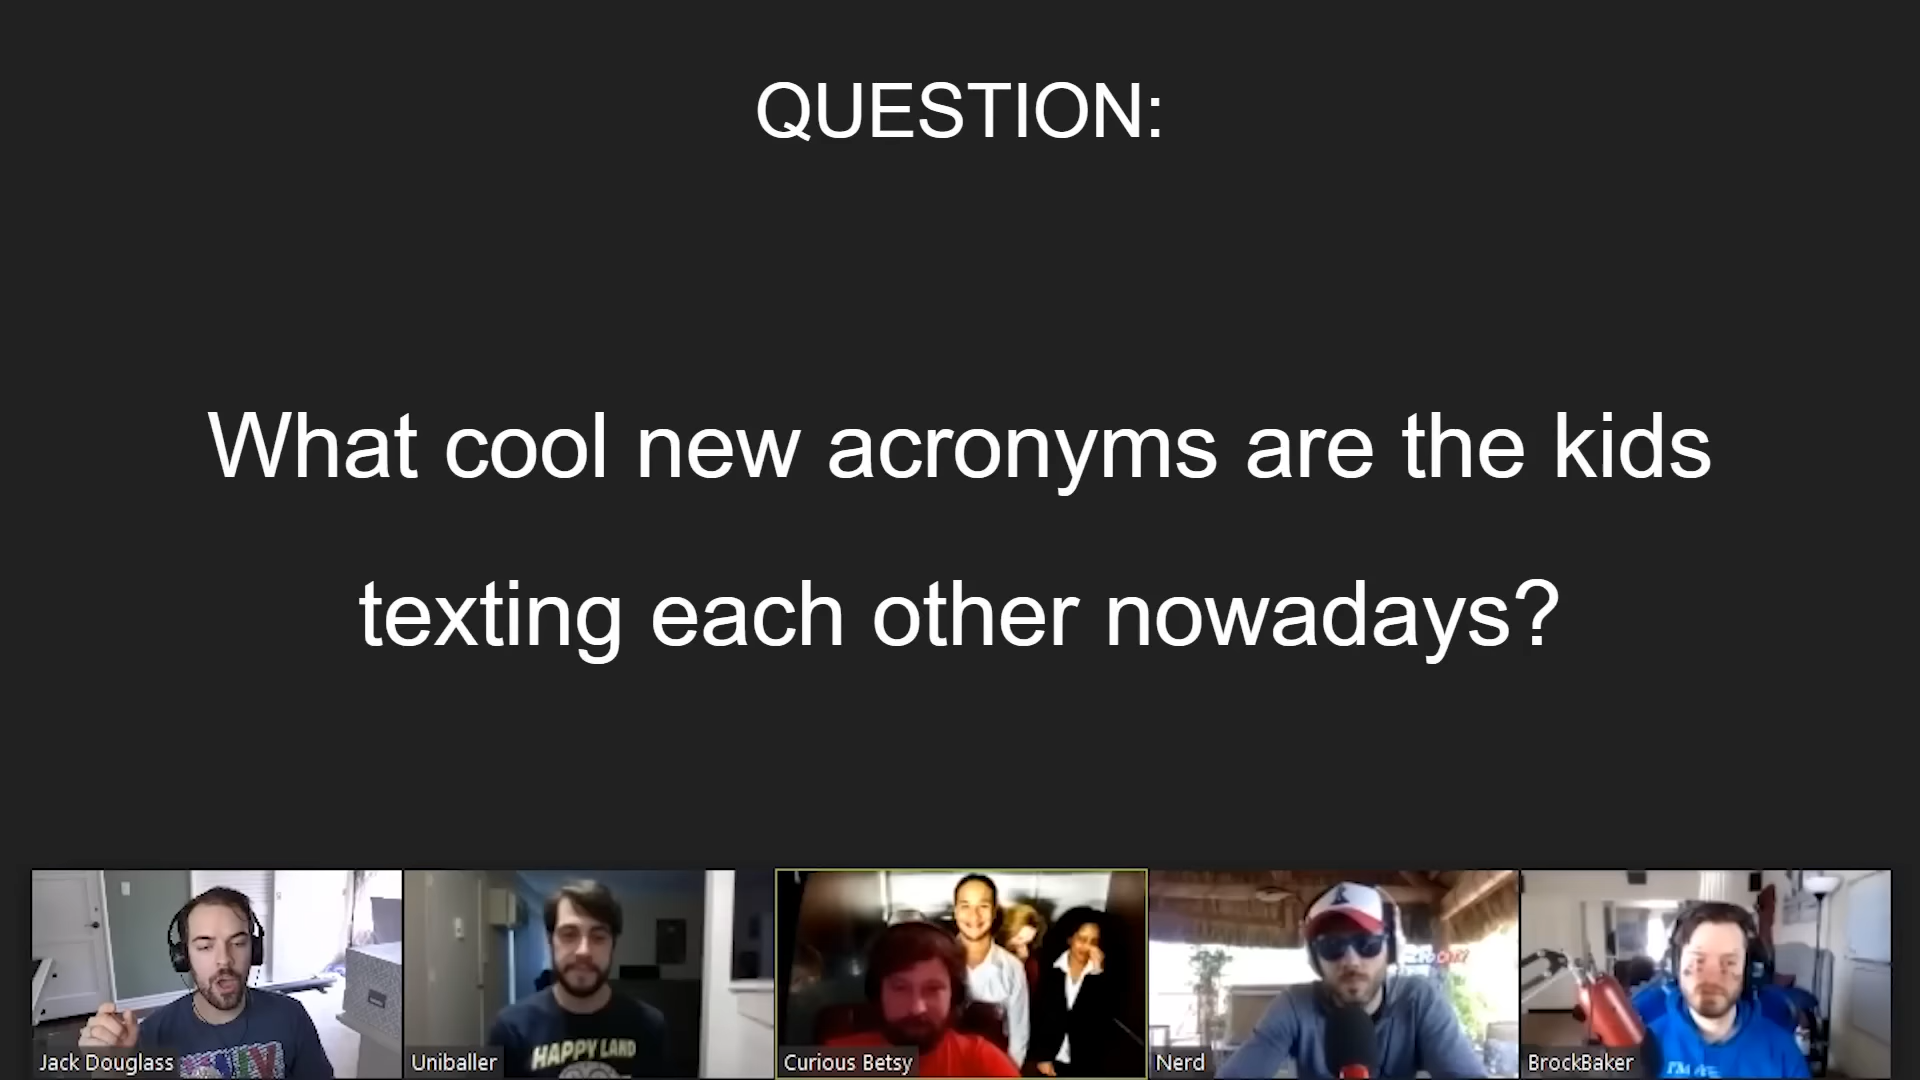 QUESTION:
What cool new acronyms are the kids
texting each other nowadays?
HAPPY LAND
Jack Douglass
Uniballer
Curious Betsy
Nerd
BrockBaker